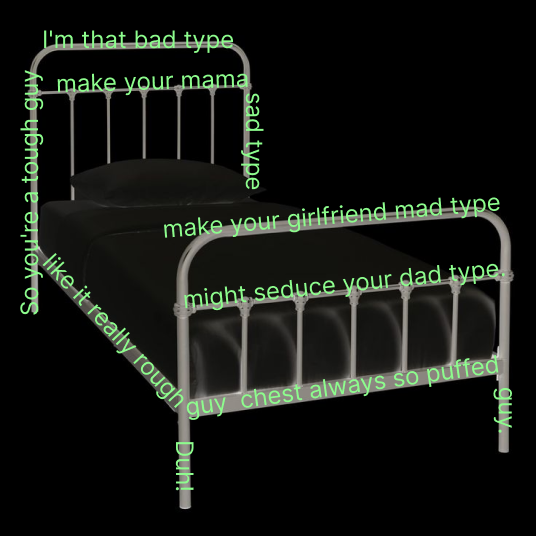 I'm that bad type
make your mama
sad type
So you're a tough guy
make your girlfriend mad type
might seduce your dad type.
like it really rough
guy chest always so puffed
guy.
Duh!